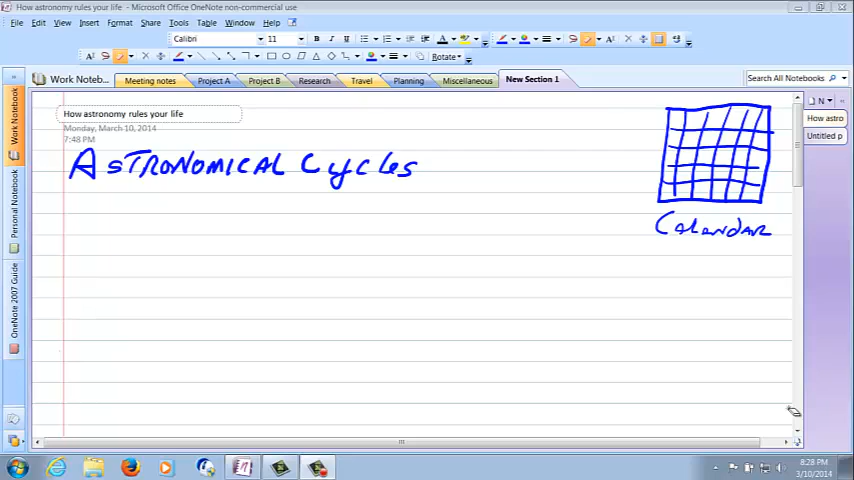 How astronomy rules your life - Microsoft Office OneNote non-commercial use
File Edit View Insert Format Share Tools Table Window Help
Calibri 11 B I U
Rotate
Work Noteb...
Meeting notes Project A Project B Research Travel Planning Miscellaneous New Section 1 Search All Notebooks
How astronomy rules your life
Monday, March 10, 2014
7:48 PM
ASTRONOMICAL Cycles
Calendar
N
How astro
Untitled p
Work Notebook
Personal Notebook
OneNote 2007 Guide
8:28 PM
3/10/2014